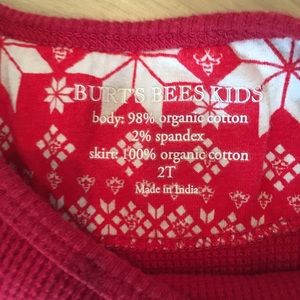 BURT'S BEES KIDS
body: 98% organic cotton
2% spandex
skirt: 100% organic cotton
2T
Made in India